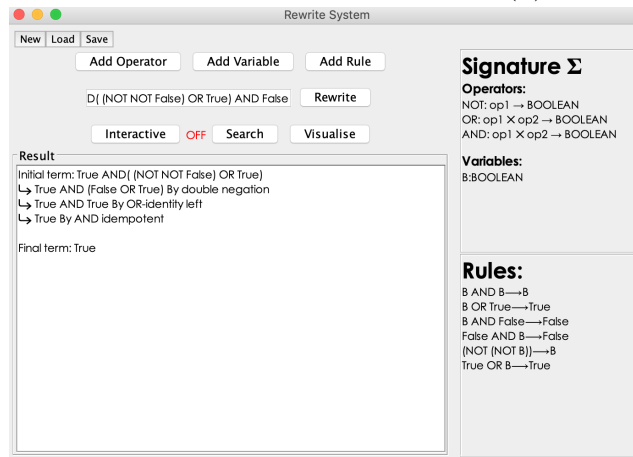 Rewrite System
New Load Save
Add Operator Add Variable Add Rule
D( (NOT NOT False) OR True) AND False Rewrite
Interactive OFF Search Visualise
Result
Initial term: True AND( (NOT NOT False) OR True)
↳ True AND (False OR True) By double negation
↳ True AND True By OR-identity left
↳ True By AND idempotent
Final term: True
Signature Σ
Operators:
NOT: op1 → BOOLEAN
OR: op1 X op2 → BOOLEAN
AND: op1 X op2 → BOOLEAN
Variables:
B:BOOLEAN
Rules:
B AND B⟶B
B OR True⟶True
B AND False⟶False
False AND B⟶False
(NOT (NOT B))⟶B
True OR B⟶True